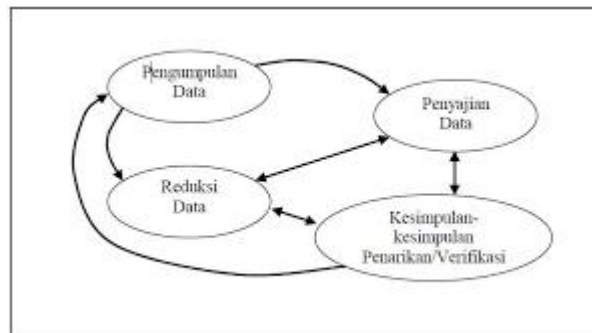 Pengumpulan
Data
Penyajian
Data
Reduksi
Data
Kesimpulan-
kesimpulan
Penarikan/Verifikasi